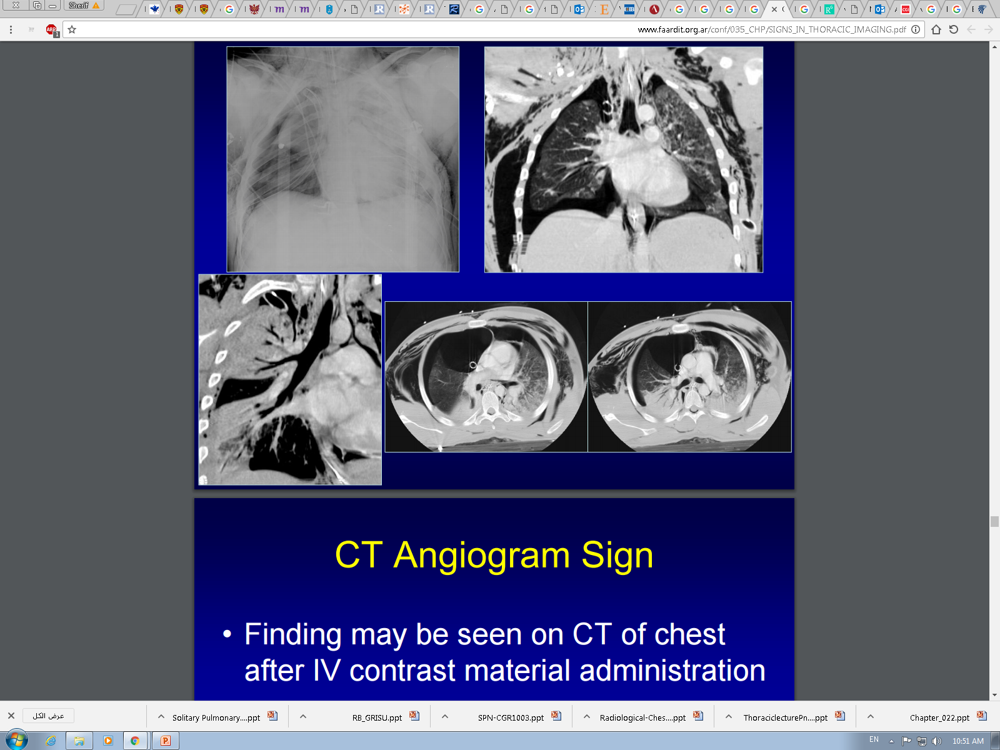 Sherif
www.faardit.org.ar/conf/035_CHP/SIGNS_IN_THORACIC_IMAGING.pdf
CT Angiogram Sign
• Finding may be seen on CT of chest
after IV contrast material administration
عرض الكل
Solitary Pulmonary....ppt
RB_GRISU.ppt
SPN-CGR1003.ppt
Radiological-Ches....ppt
ThoraciclecturePn....ppt
Chapter_022.ppt
EN
10:51 AM